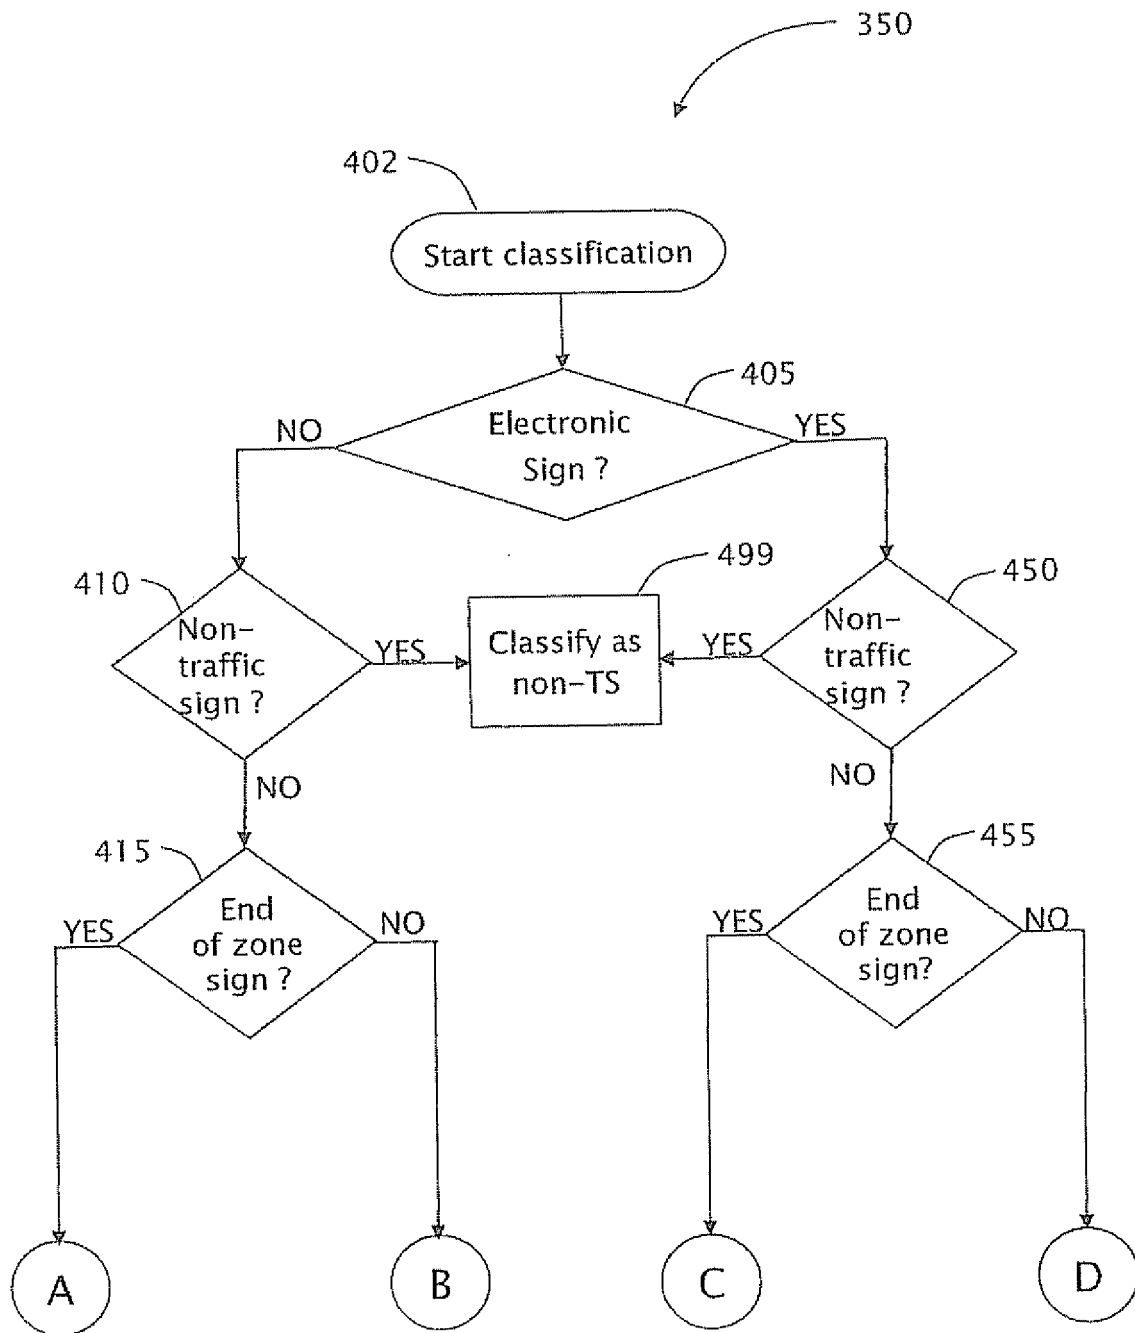 350
402
Start classification
405
NO
Electronic
Sign ?
YES
499
410
450
Non-
traffic
sign ?
YES
Classify as
non-TS
YES
Non-
traffic
sign ?
NO
NO
415
455
YES
End
of zone
sign ?
NO
YES
End
of zone
sign?
NO
A
B
C
D